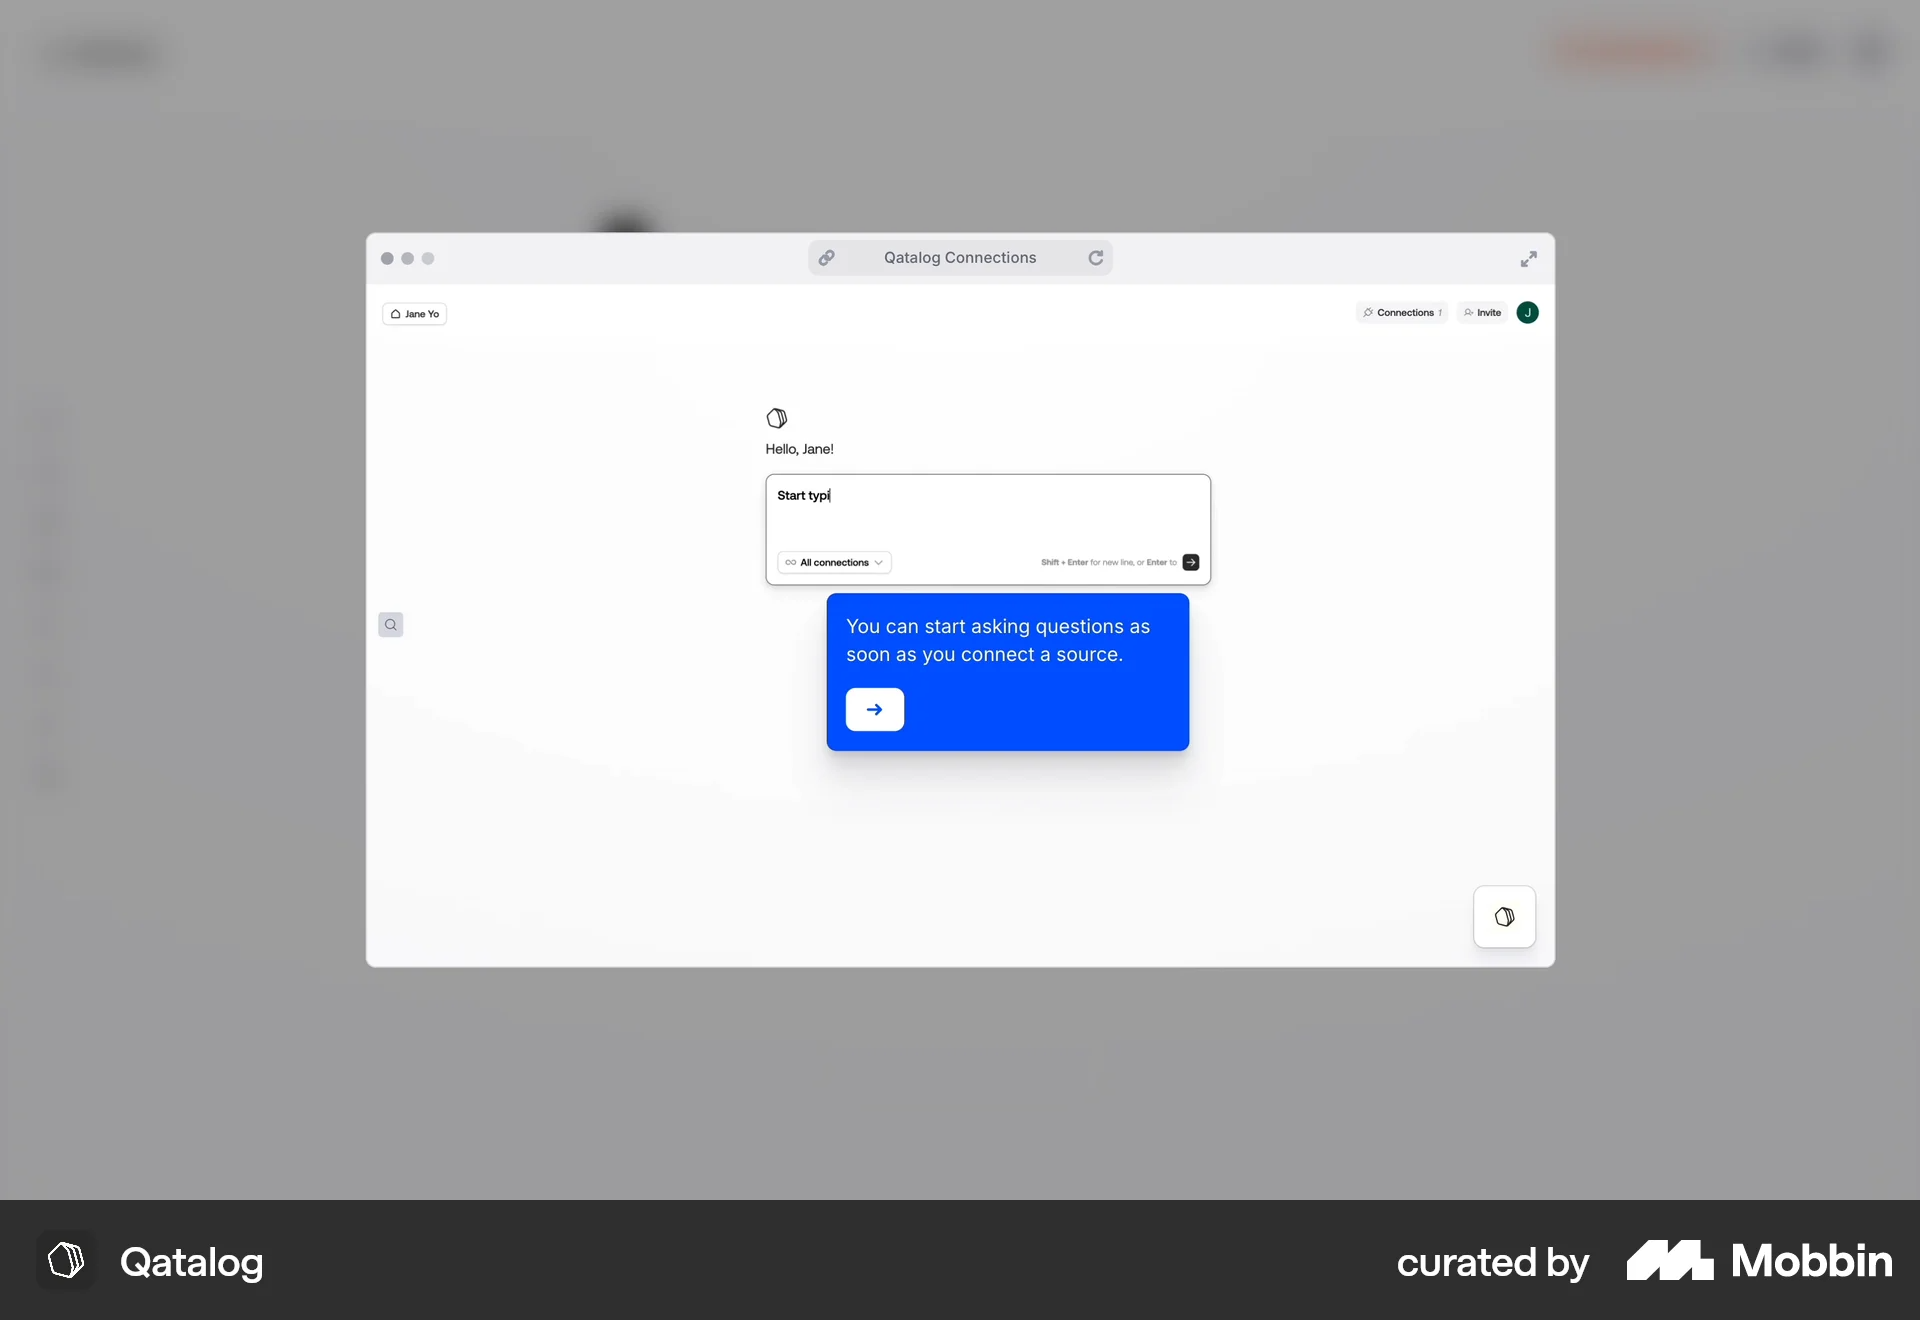 Qatalog Connections
Jane Yo
Connections 1
Invite
J
Hello, Jane!
Start typi
All connections
Shift + Enter for new line, or Enter to
You can start asking questions as
soon as you connect a source.
Qatalog
curated by
Mobbin